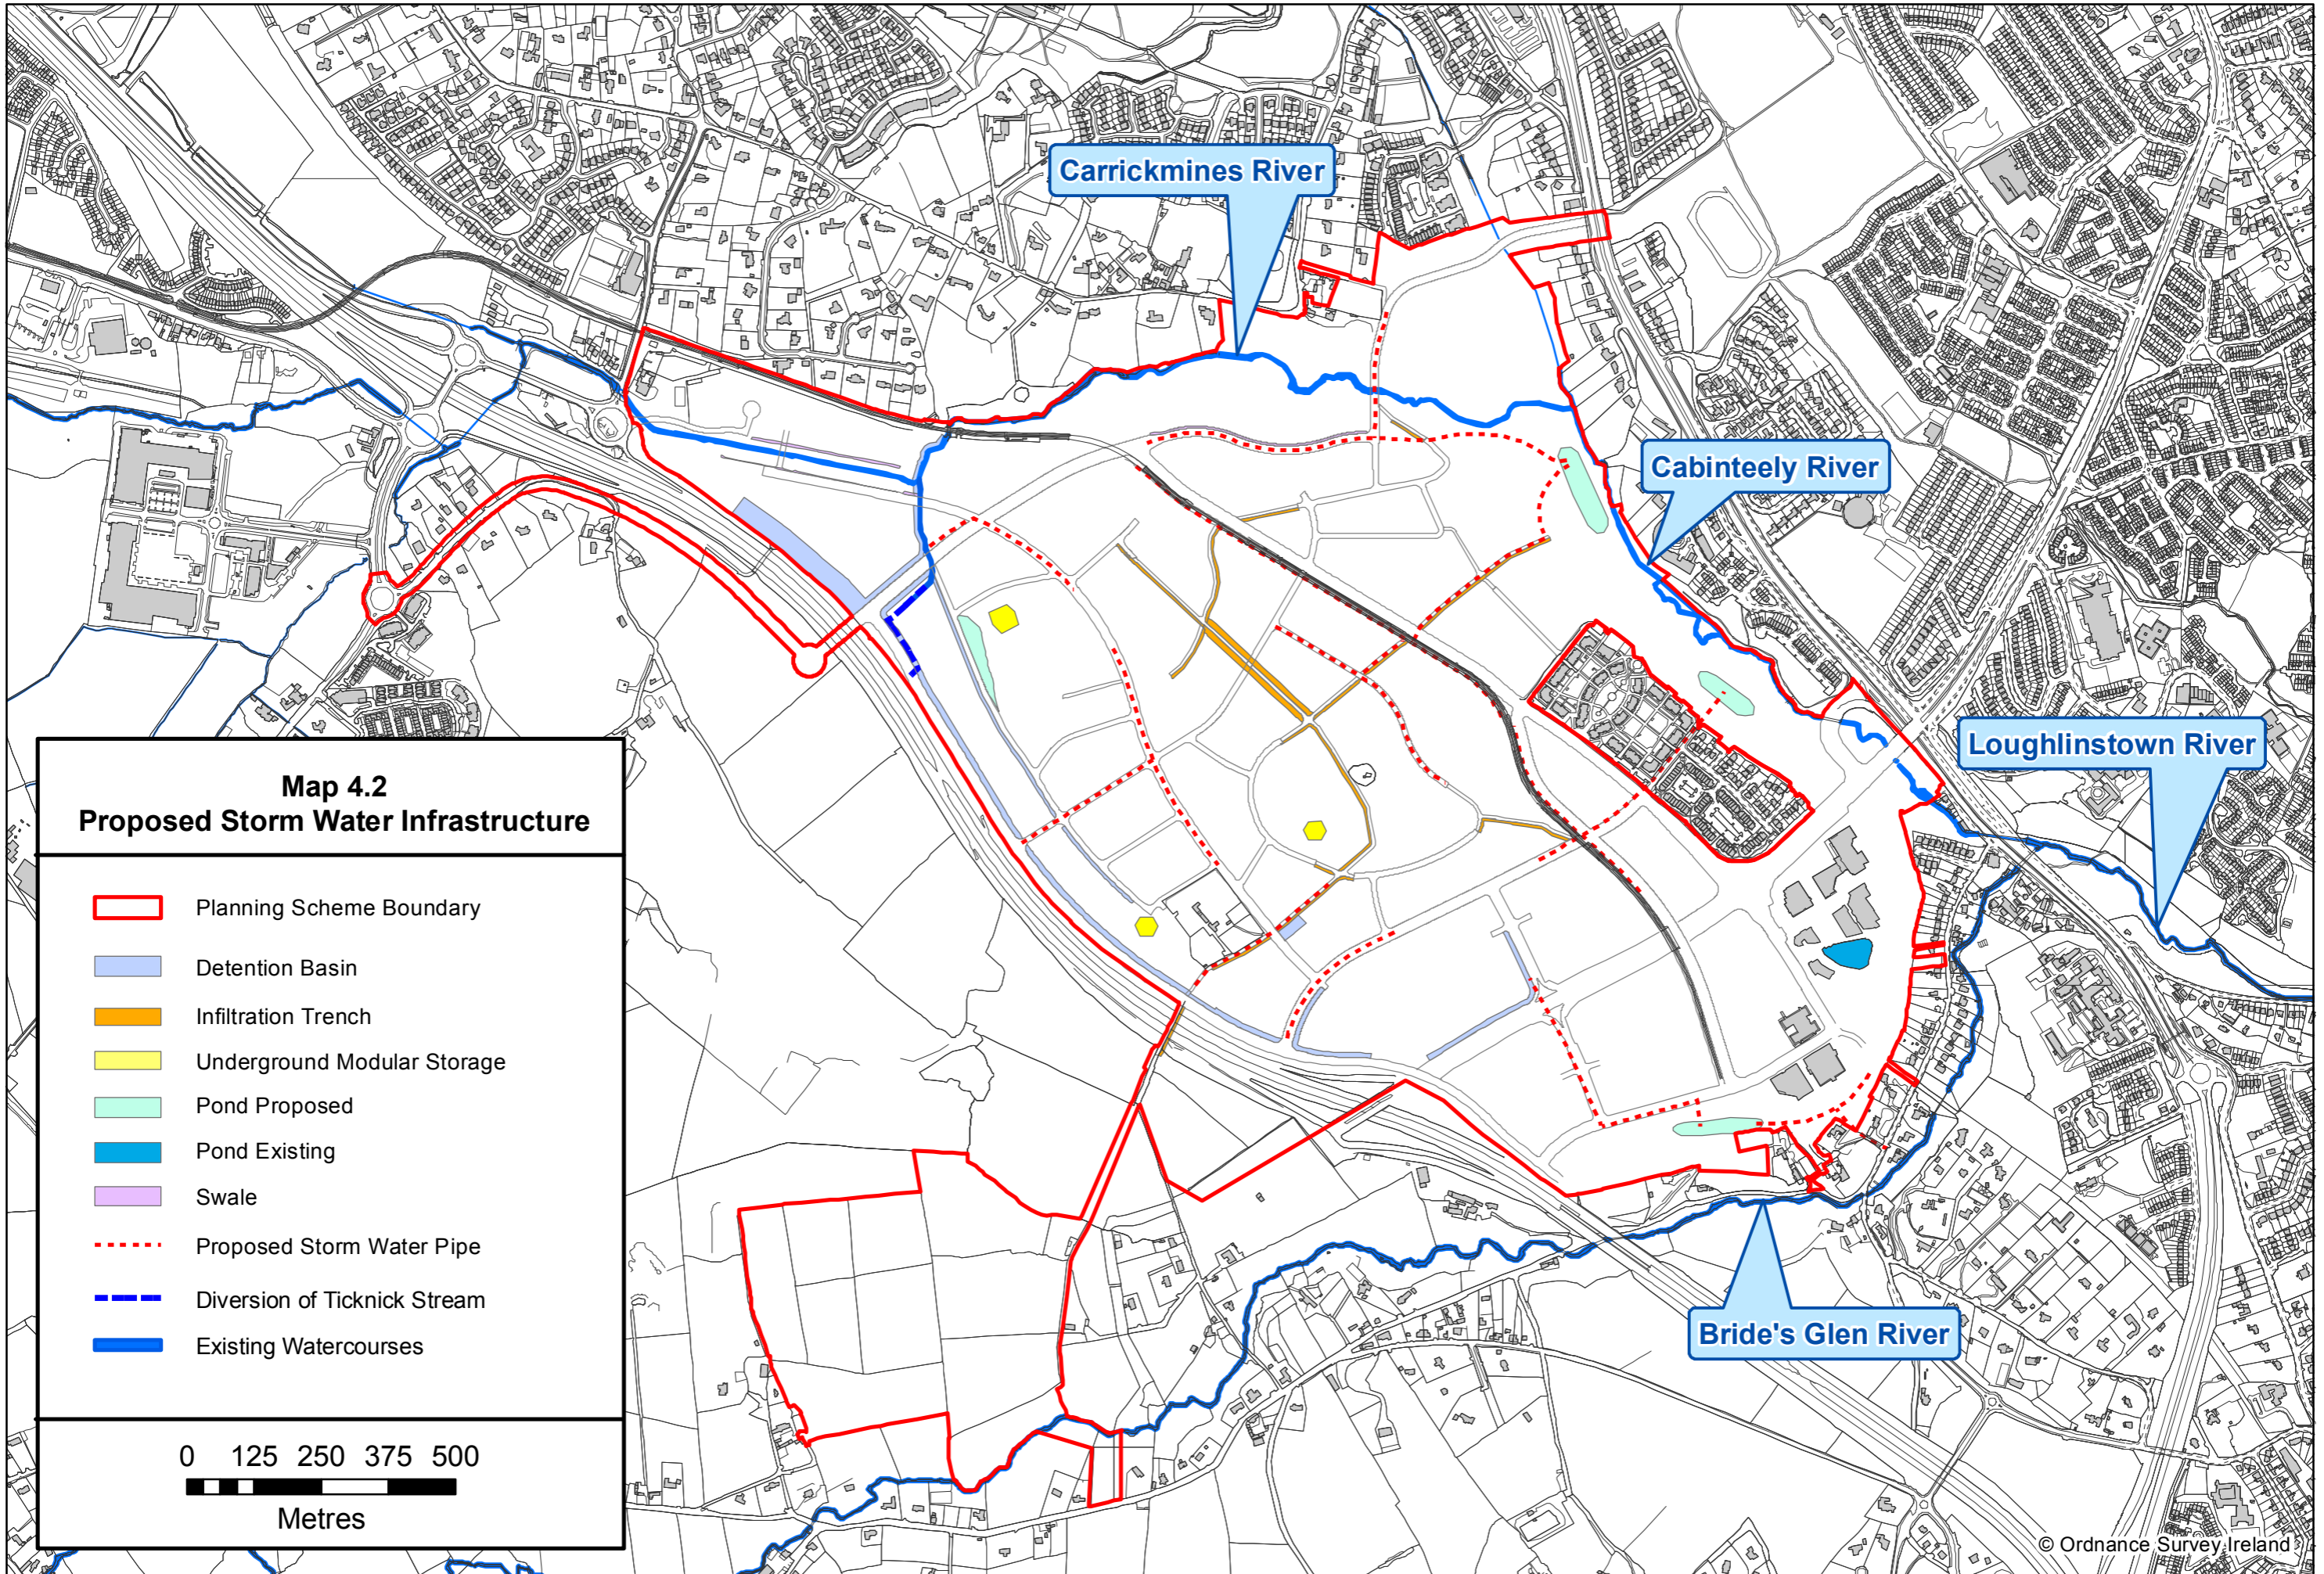 Carrickmines River
Cabinteely River
Loughlinstown River
Bride's Glen River
Map 4.2
Proposed Storm Water Infrastructure
Planning Scheme Boundary
Detention Basin
Infiltration Trench
Underground Modular Storage
Pond Proposed
Pond Existing
Swale
Proposed Storm Water Pipe
Diversion of Ticknick Stream
Existing Watercourses
0 125 250 375 500
Metres
© Ordnance Survey Ireland